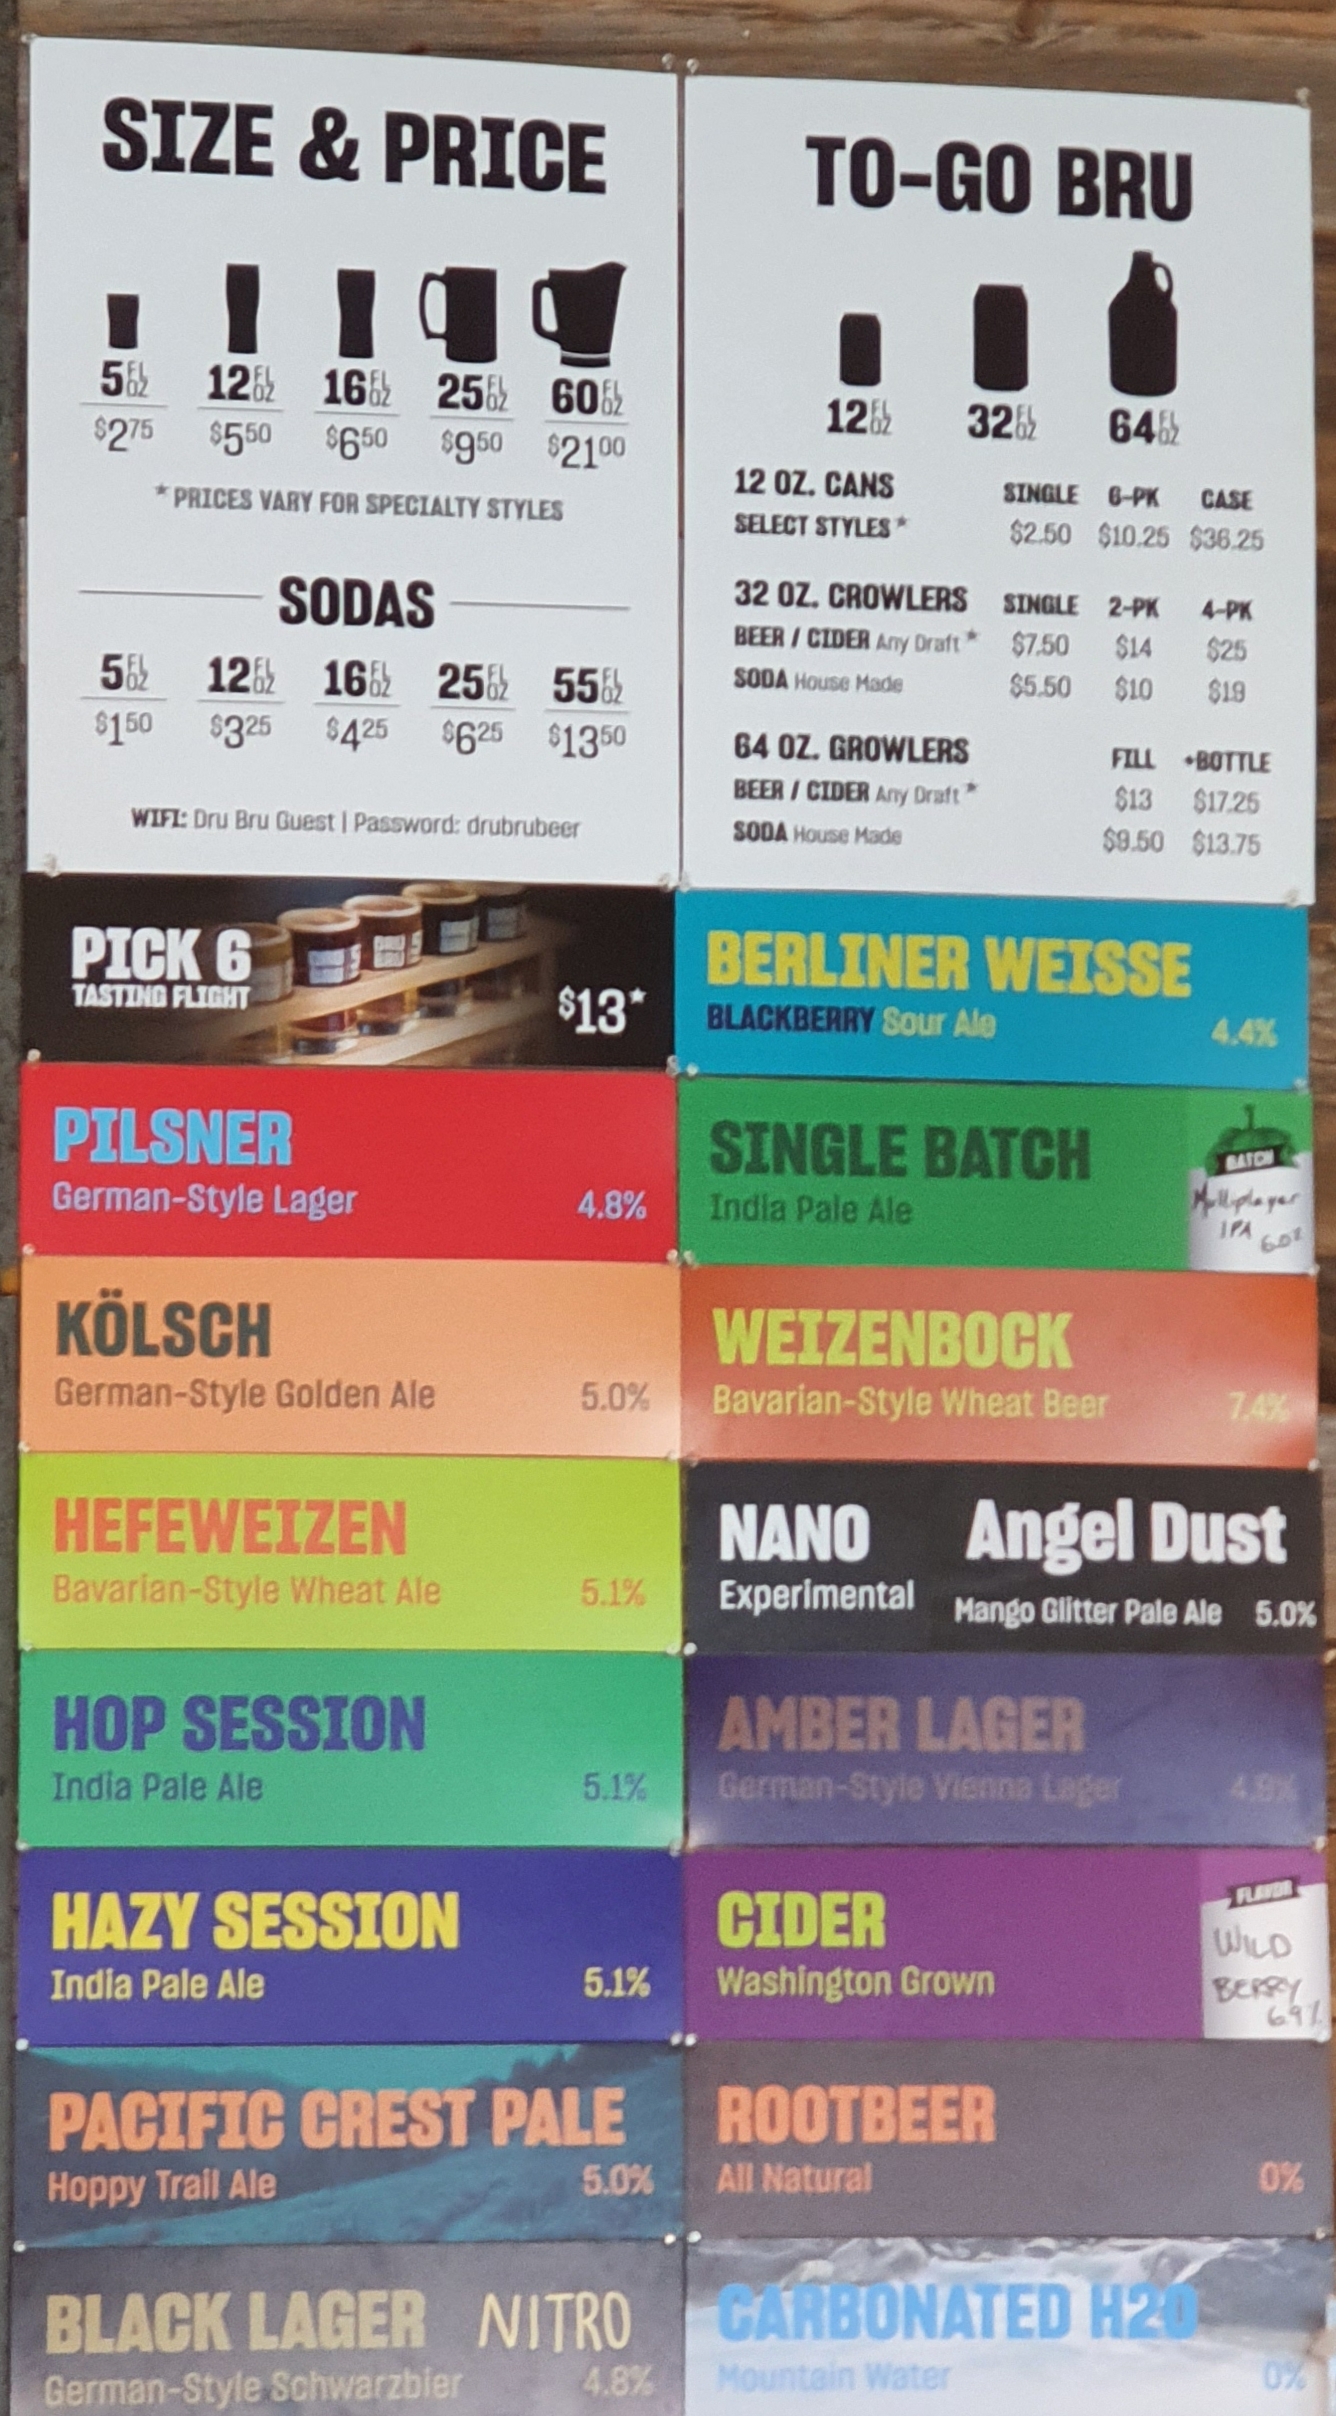 SIZE & PRICE
5 FL OZ 12 FL OZ 16 FL OZ 25 FL OZ 60 FL OZ
$2.75 $5.50 $6.50 $9.50 $21.00
* PRICES VARY FOR SPECIALTY STYLES
SODAS
5 FL OZ 12 FL OZ 16 FL OZ 25 FL OZ 55 FL OZ
$1.50 $3.25 $4.25 $6.25 $13.50
WIFI: Dru Bru Guest | Password: drubrubeer
TO-GO BRU
12 FL OZ 32 FL OZ 64 FL OZ
12 OZ. CANS SINGLE 6-PK CASE
SELECT STYLES * $2.50 $10.25 $36.25
32 OZ. CROWLERS SINGLE 2-PK 4-PK
BEER / CIDER Any Draft * $7.50 $14 $25
SODA House Made $5.50 $10 $19
64 OZ. GROWLERS FILL +BOTTLE
BEER / CIDER Any Draft * $13 $17.25
SODA House Made $9.50 $13.75
PICK 6
TASTING FLIGHT
$13*
PILSNER
German-Style Lager 4.8%
KÖLSCH
German-Style Golden Ale 5.0%
HEFEWEIZEN
Bavarian-Style Wheat Ale 5.1%
HOP SESSION
India Pale Ale 5.1%
HAZY SESSION
India Pale Ale 5.1%
PACIFIC CREST PALE
Hoppy Trail Ale 5.0%
BLACK LAGER NITRO
German-Style Schwarzbier 4.8%
BERLINER WEISSE
BLACKBERRY Sour Ale 4.4%
SINGLE BATCH
India Pale Ale
BATCH
Multiplayer
IPA 6.0%
WEIZENBOCK
Bavarian-Style Wheat Beer 7.4%
NANO Angel Dust
Experimental Mango Glitter Pale Ale 5.0%
AMBER LAGER
German-Style Vienna Lager
CIDER
Washington Grown
FLAVOR
WILD
BERRY
6.9%
ROOTBEER
All Natural 0%
CARBONATED H2O
Mountain Water 0%